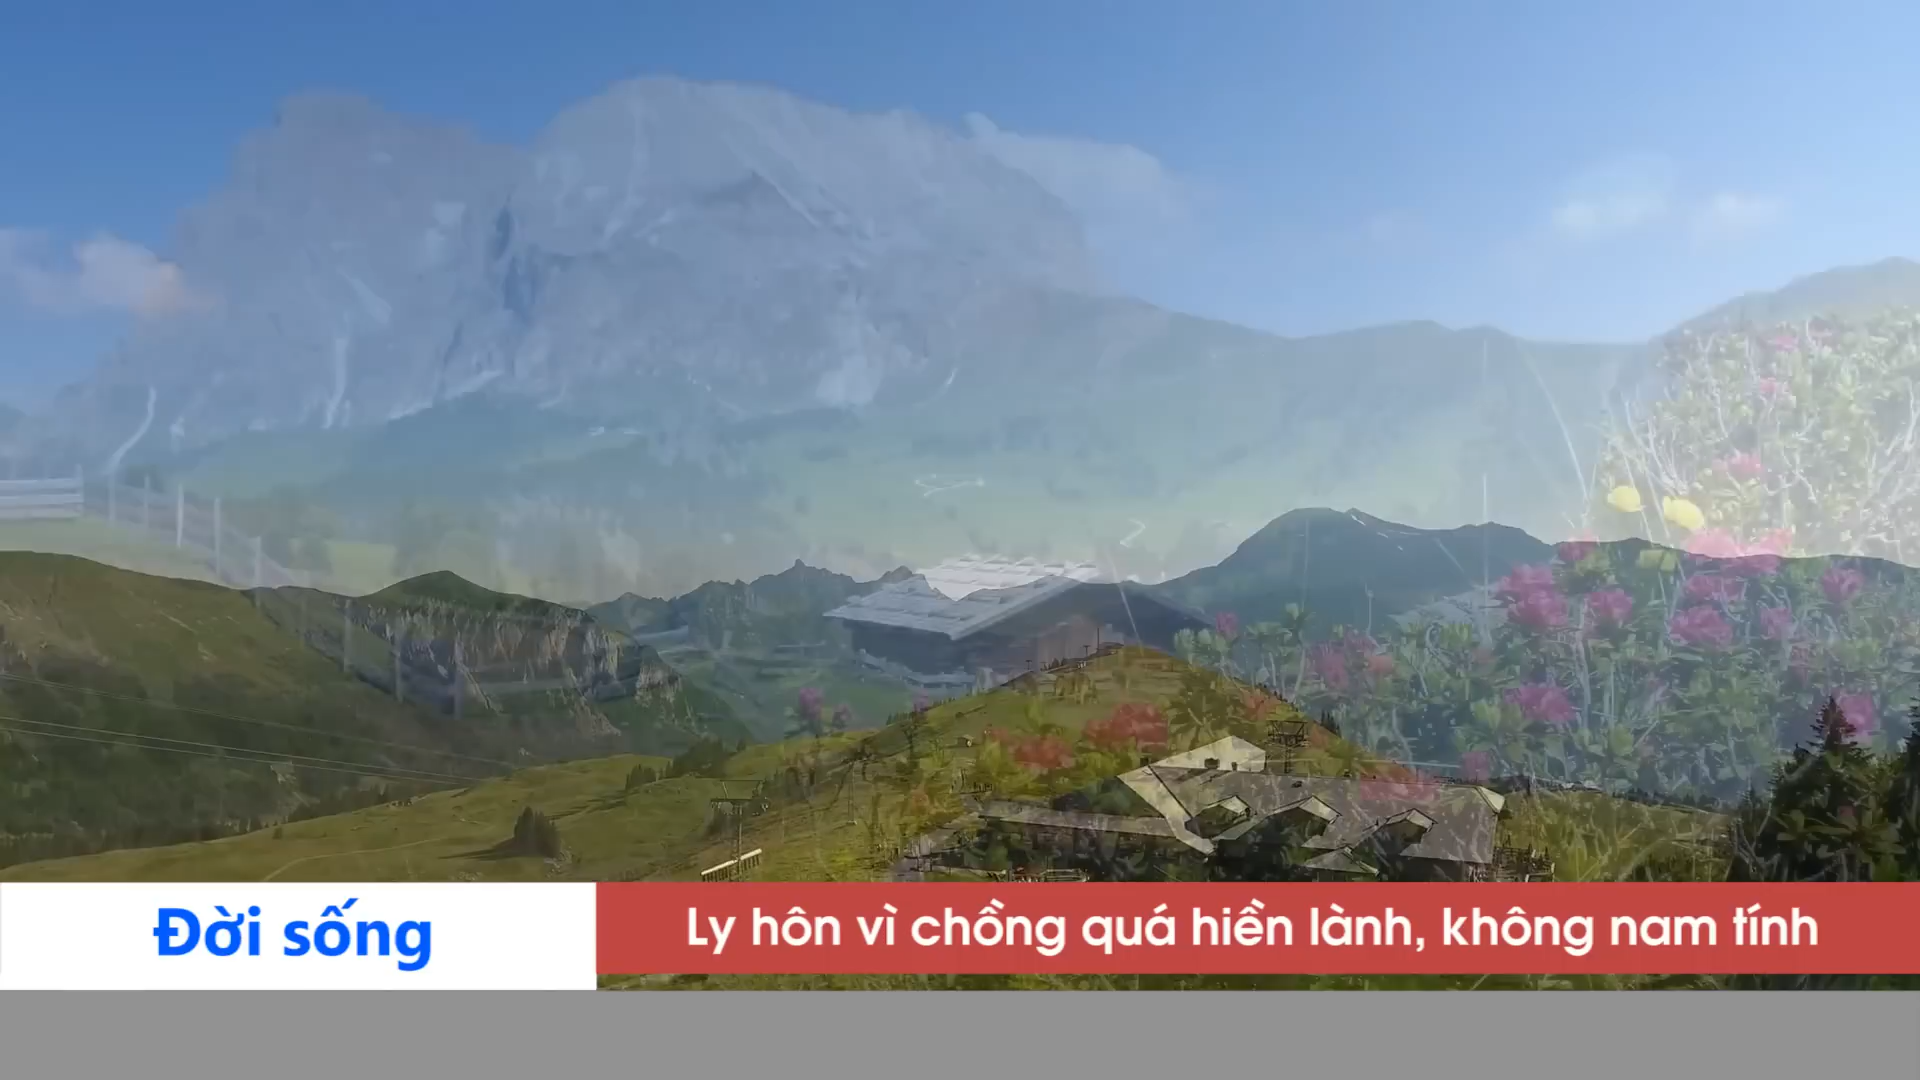 Đời sống
Ly hôn vì chồng quá hiền lành, không nam tính